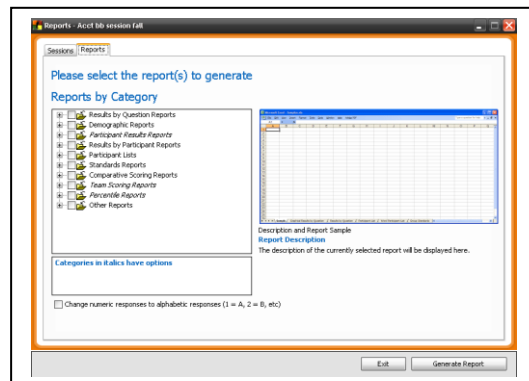 Reports - Acct bb session fall
Sessions Reports
Please select the report(s) to generate
Reports by Category
Results by Question Reports
Demographic Reports
Participant Results Reports
Results by Participant Reports
Participant Lists
Standards Reports
Comparative Scoring Reports
Team Scoring Reports
Percentile Reports
Other Reports
Description and Report Sample
Report Description
The description of the currently selected report will be displayed here.
Categories in italics have options
Change numeric responses to alphabetic responses (1 = A, 2 = B, etc)
Exit Generate Report